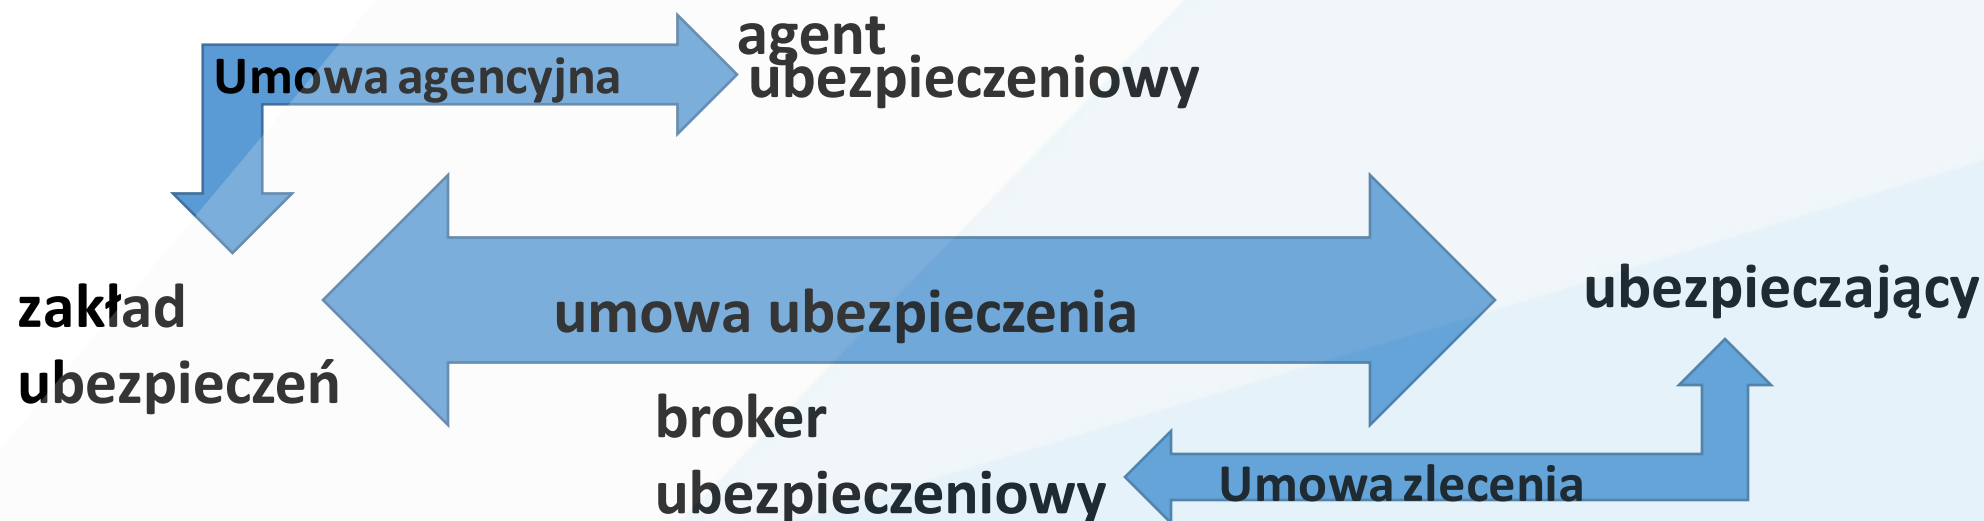 agent
ubezpieczeniowy
Umowa agencyjna
zakład
ubezpieczeń
umowa ubezpieczenia
ubezpieczający
broker
ubezpieczeniowy
Umowa zlecenia